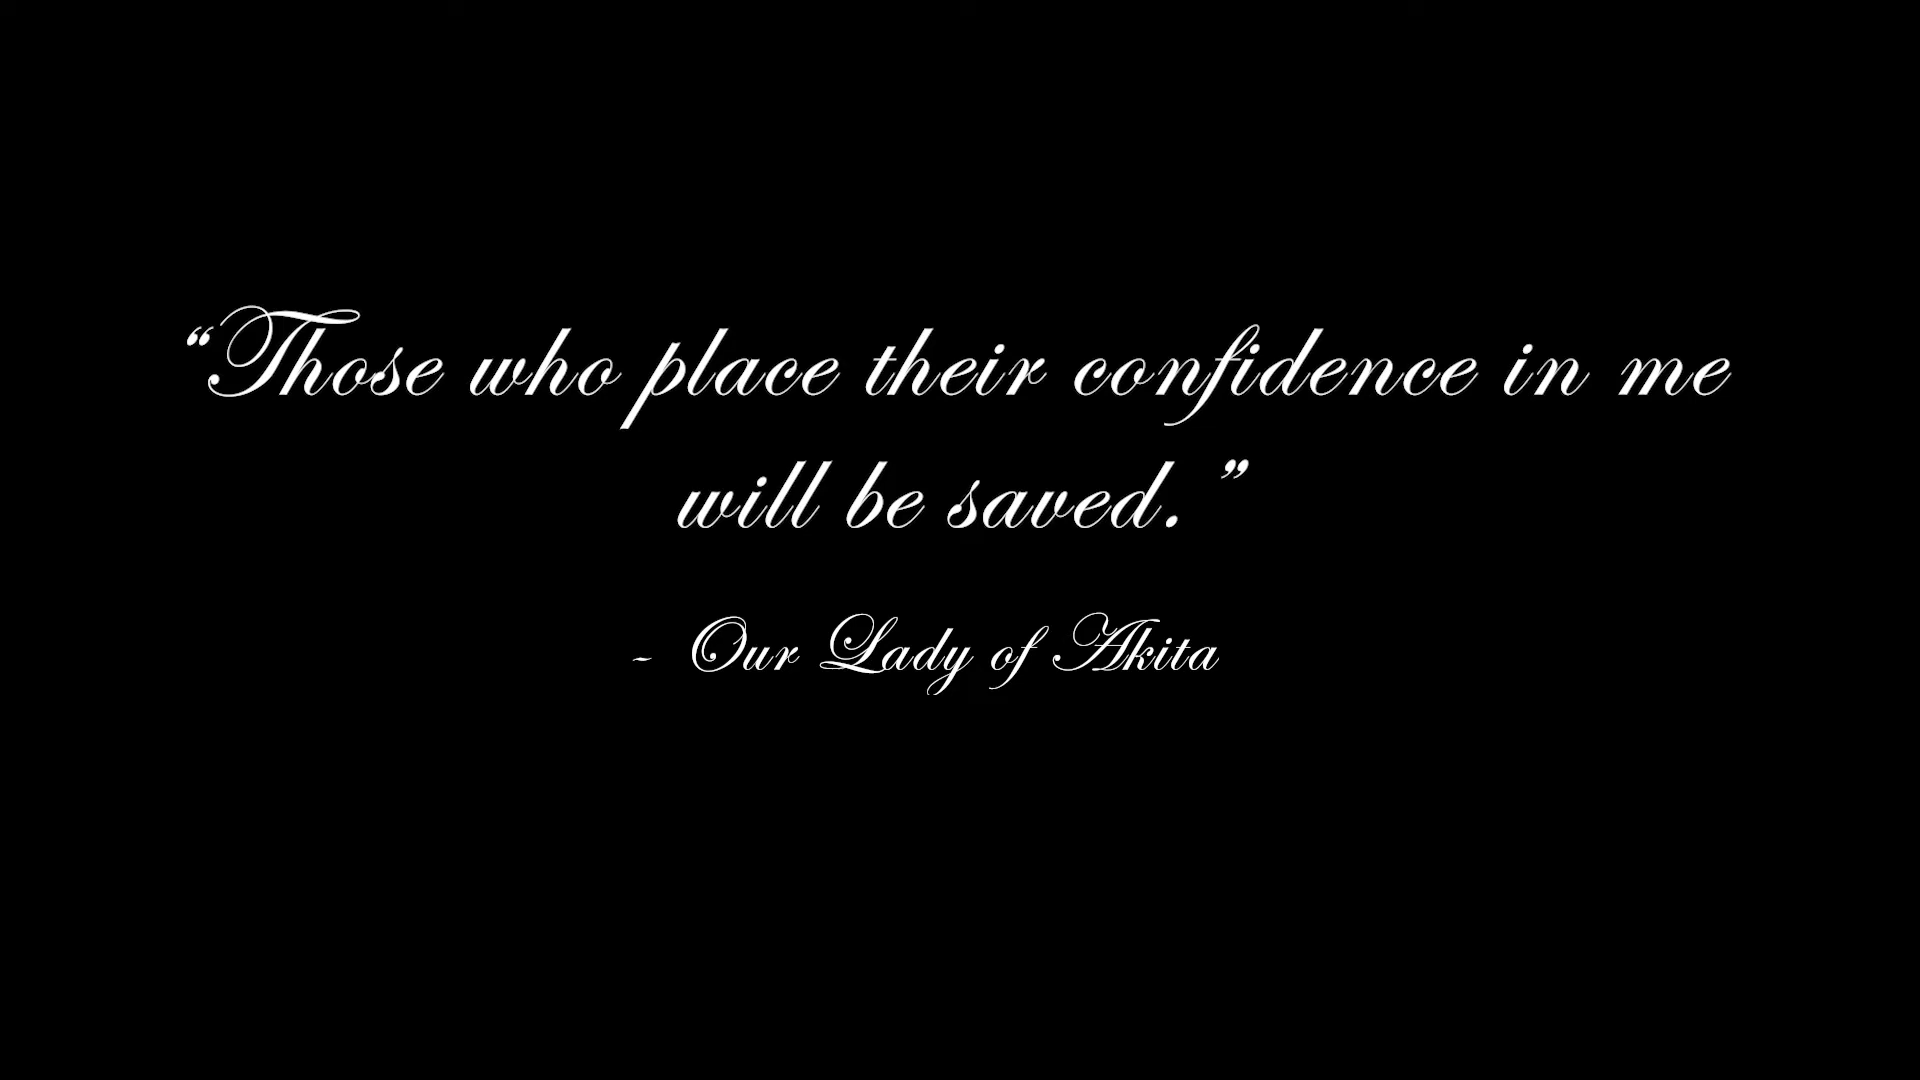 “Those who place their confidence in me
will be saved.”
- Our Lady of Akita